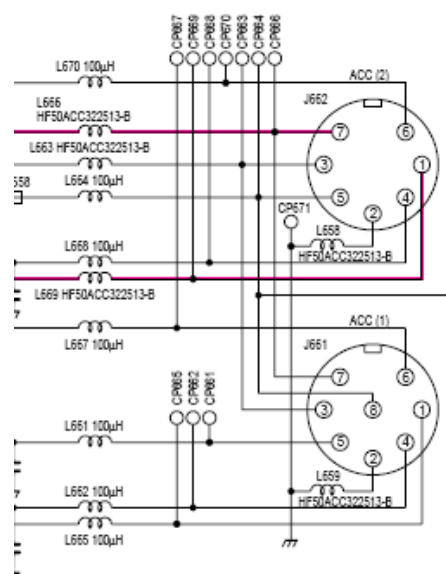 CP667
CP669
CP668
CP670
CP663
CP664
CP666
L670 100μH
ACC (2)
L666
HF50ACC322513-B
J662
7
6
L663 HF50ACC322513-B
3
1
558
L664 100μH
5
4
CP671
2
L658
HF50ACC322513-B
L668 100μH
L669 HF50ACC322513-B
ACC (1)
L667 100μH
J661
CP665
CP662
CP661
7
6
3
8
1
L661 100μH
5
4
2
L659
HF50ACC322513-B
L662 100μH
L665 100μH